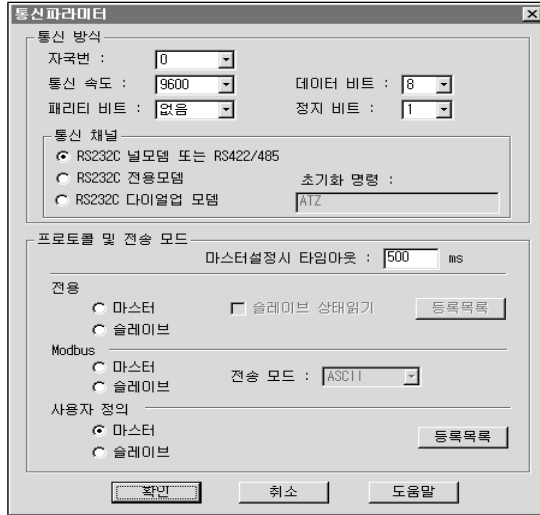 통신파라미터
통신 방식
자국번 : 0
통신 속도 : 9600 데이터 비트 : 8
패리티 비트 : 없음 정지 비트 : 1
통신 채널
RS232C 널모뎀 또는 RS422/485
RS232C 전용모뎀 초기화 명령 :
RS232C 다이얼업 모뎀 ATZ
프로토콜 및 전송 모드
마스터설정시 타임아웃 : 500 ms
전용
마스터 슬레이브 상태읽기 등록목록
슬레이브
Modbus
마스터
슬레이브 전송 모드 : ASCII
사용자 정의
마스터 등록목록
슬레이브
확인 취소 도움말